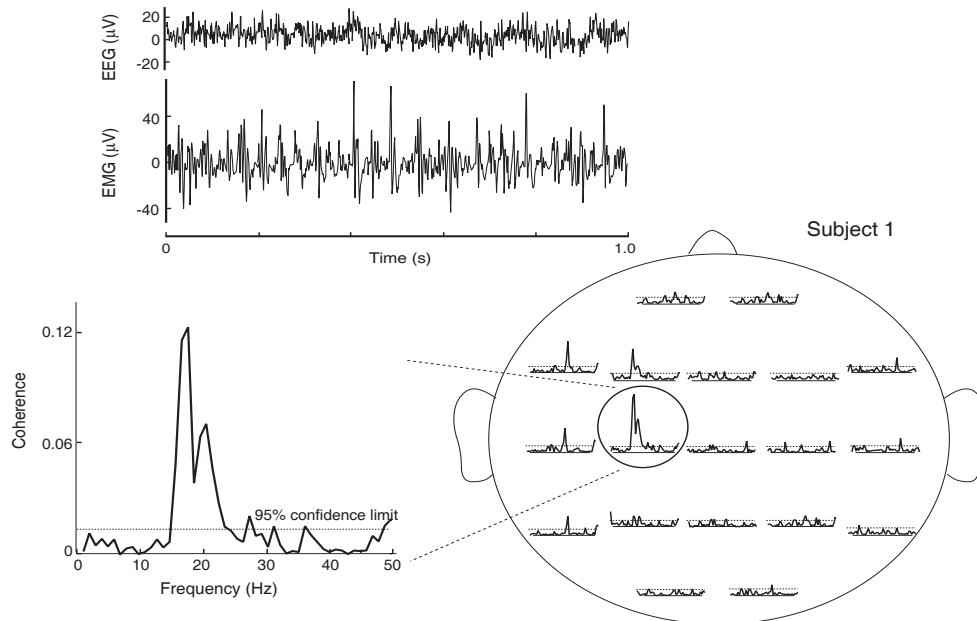 EEG (μV)
20
0
-20
EMG (μV)
40
0
-40
0
1.0
Time (s)
Subject 1
Coherence
0.12
0.06
0
95% confidence limit
0
10
20
30
40
50
Frequency (Hz)